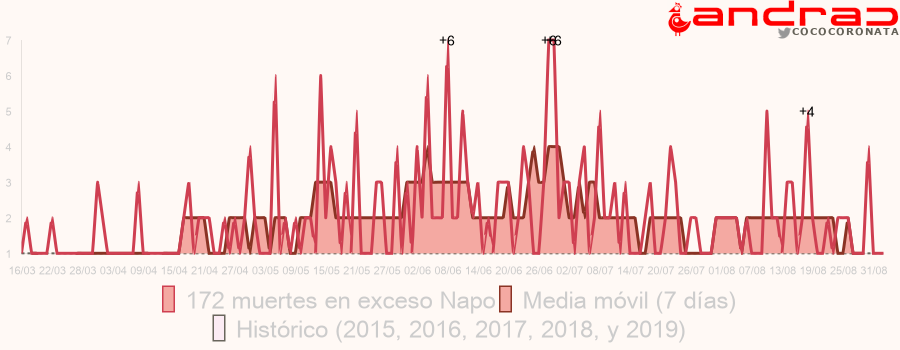 andrac
COCOCORONATA
+6
+6
+6
+4
7
6
5
4
3
2
1
16/03 22/03 28/03 03/04 09/04 15/04 21/04 27/04 03/05 09/05 15/05 21/05 27/05 02/06 08/06 14/06 20/06 26/06 02/07 08/07 14/07 20/07 26/07 01/08 07/08 13/08 19/08 25/08 31/08
172 muertes en exceso Napo
Media móvil (7 días)
Histórico (2015, 2016, 2017, 2018, y 2019)